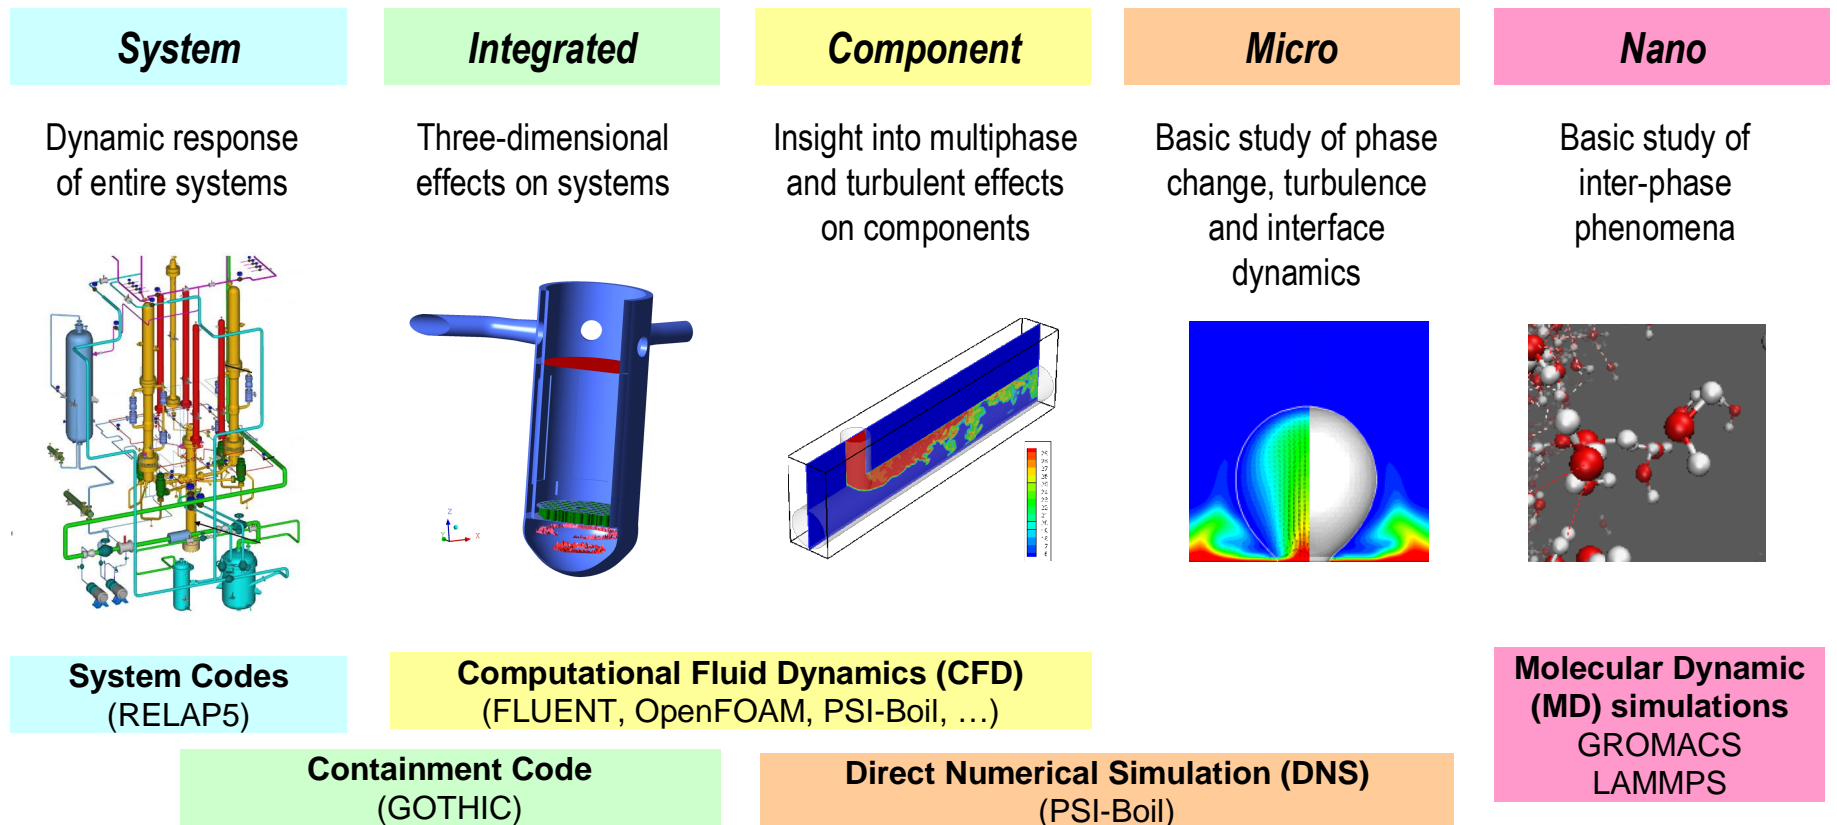 System
Integrated
Component
Micro
Nano
Dynamic response
of entire systems
Three-dimensional
effects on systems
Insight into multiphase
and turbulent effects
on components
Basic study of phase
change, turbulence
and interface
dynamics
Basic study of
inter-phase
phenomena
Z
X
System Codes
(RELAP5)
Computational Fluid Dynamics (CFD)
(FLUENT, OpenFOAM, PSI-Boil, …)
Containment Code
(GOTHIC)
Direct Numerical Simulation (DNS)
(PSI-Boil)
Molecular Dynamic
(MD) simulations
GROMACS
LAMMPS